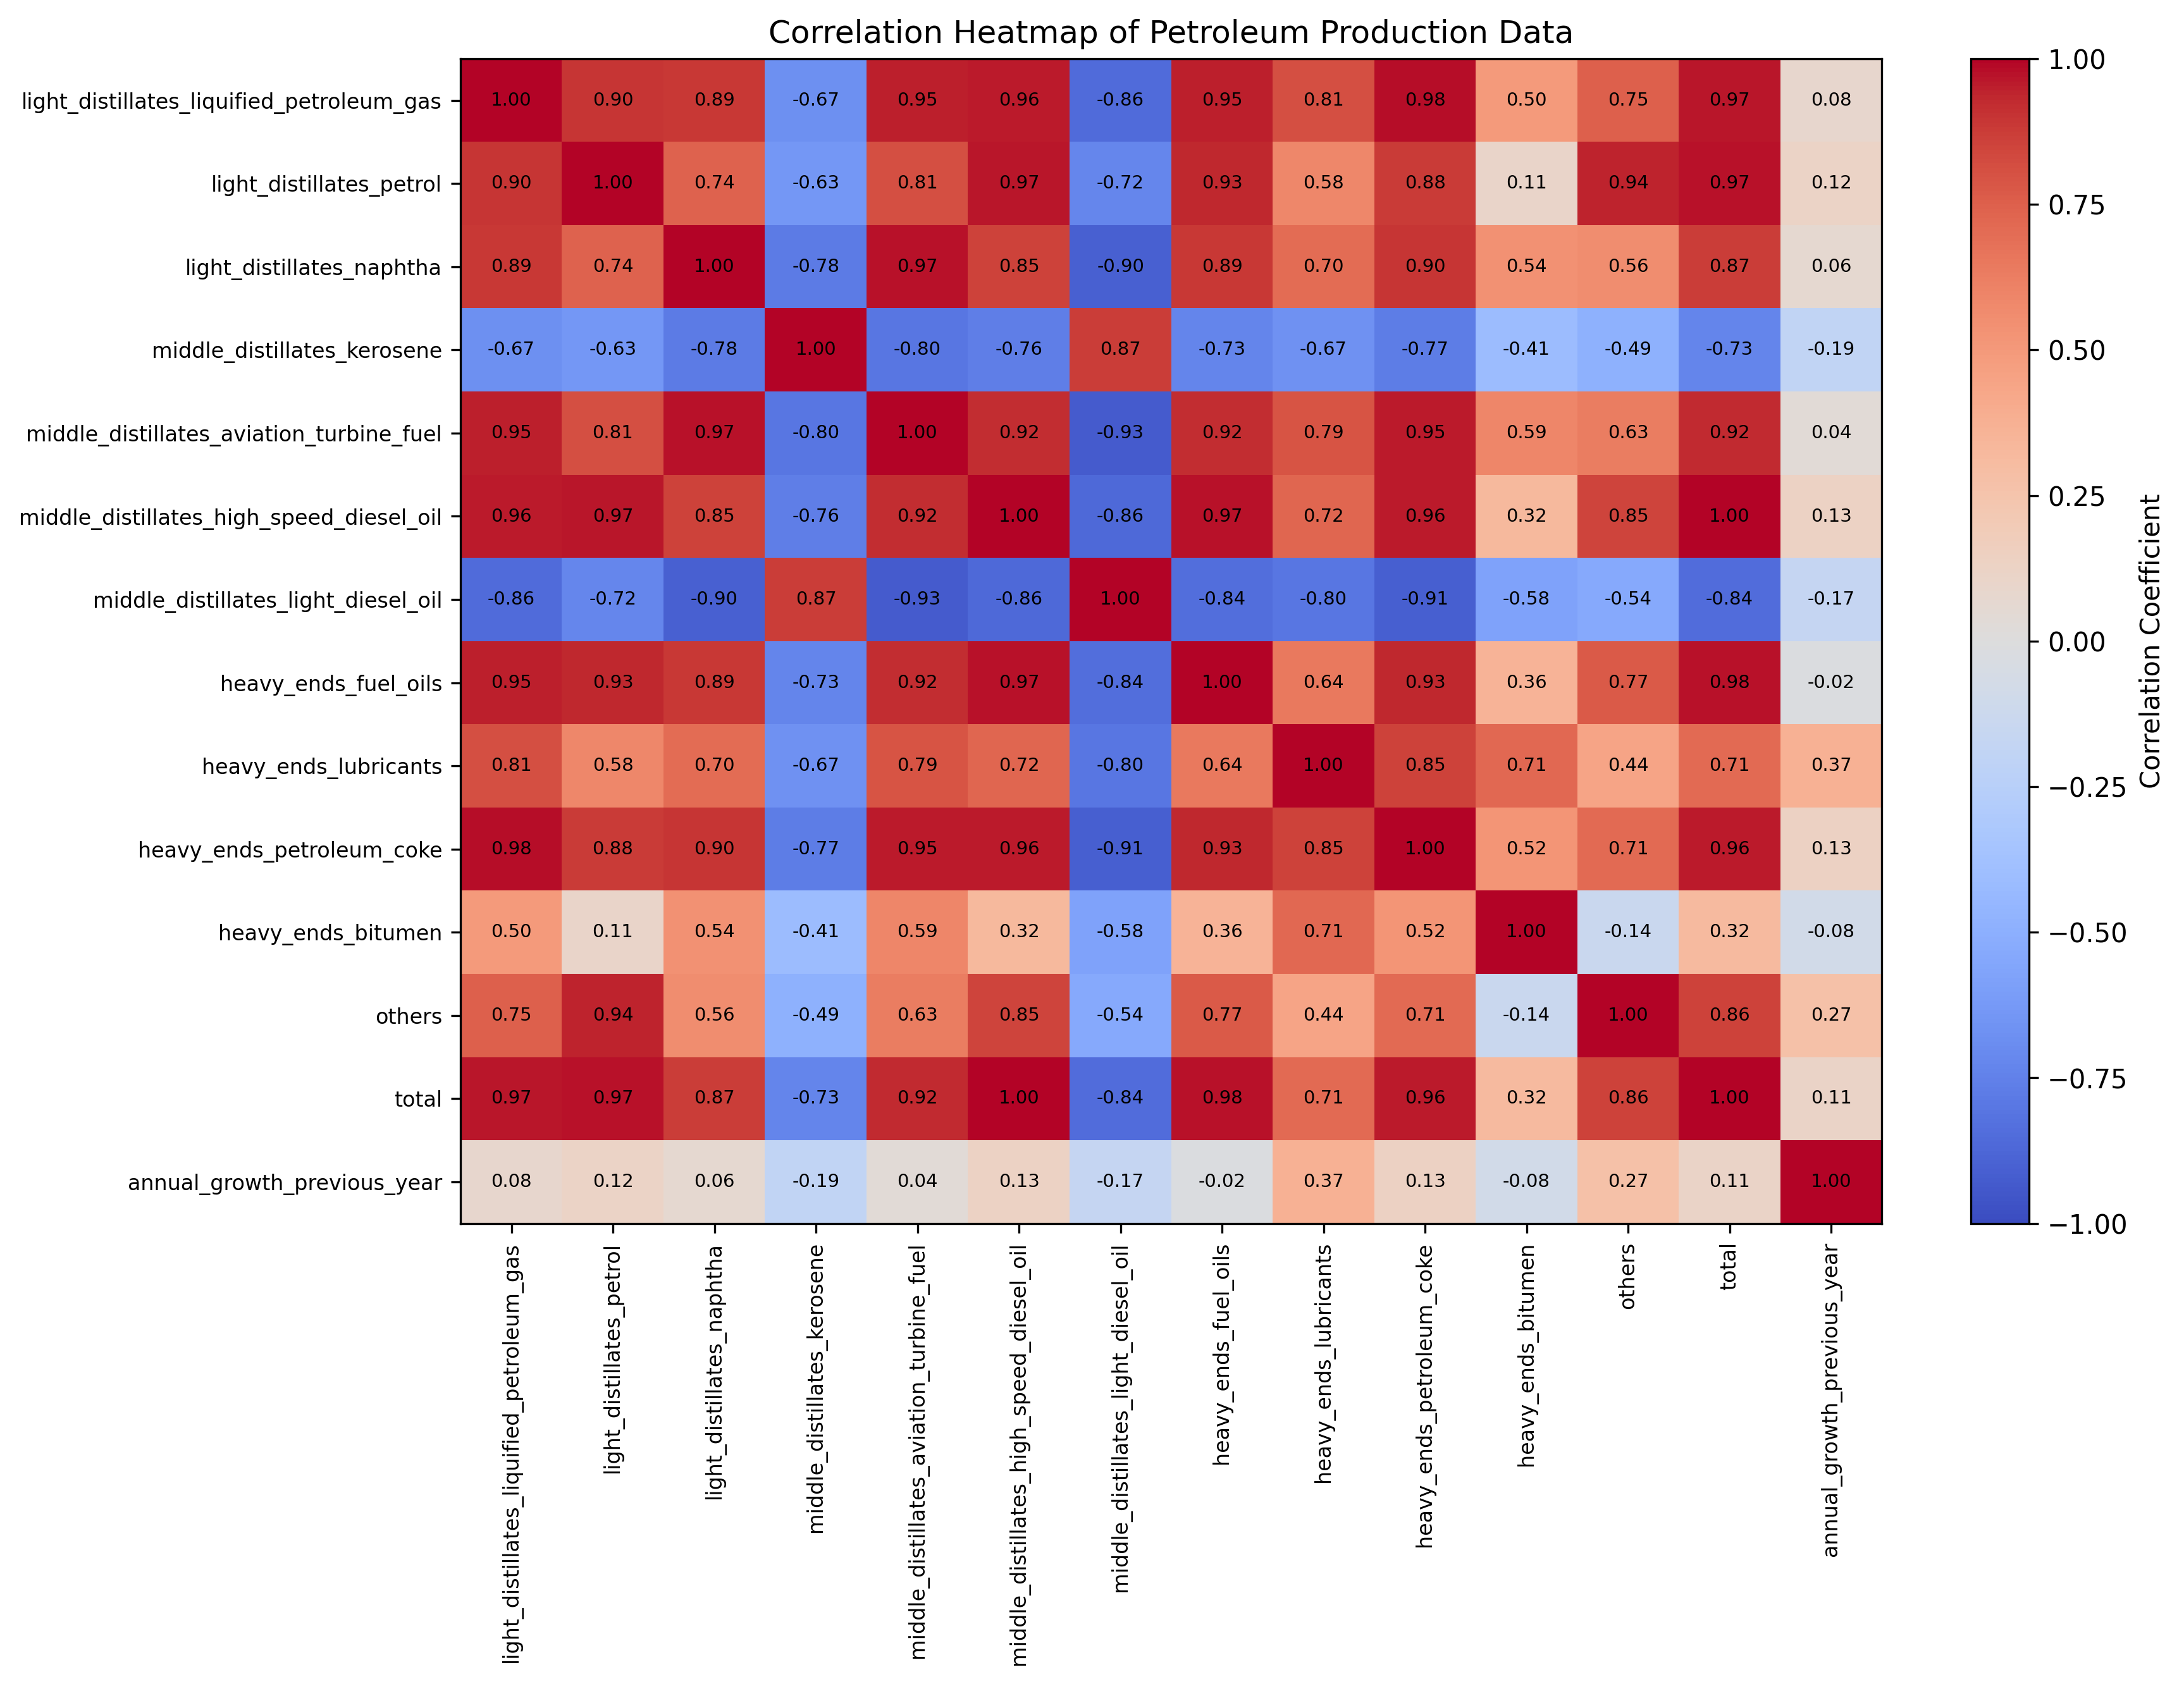 Correlation Heatmap of Petroleum Production Data
light_distillates_liquified_petroleum_gas 1.00 0.90 0.89 -0.67 0.95 0.96 -0.86 0.95 0.81 0.98 0.50 0.75 0.97 0.08
light_distillates_petrol 0.90 1.00 0.74 -0.63 0.81 0.97 -0.72 0.93 0.58 0.88 0.11 0.94 0.97 0.12
light_distillates_naphtha 0.89 0.74 1.00 -0.78 0.97 0.85 -0.90 0.89 0.70 0.90 0.54 0.56 0.87 0.06
middle_distillates_kerosene -0.67 -0.63 -0.78 1.00 -0.80 -0.76 0.87 -0.73 -0.67 -0.77 -0.41 -0.49 -0.73 -0.19
middle_distillates_aviation_turbine_fuel 0.95 0.81 0.97 -0.80 1.00 0.92 -0.93 0.92 0.79 0.95 0.59 0.63 0.92 0.04
middle_distillates_high_speed_diesel_oil 0.96 0.97 0.85 -0.76 0.92 1.00 -0.86 0.97 0.72 0.96 0.32 0.85 1.00 0.13
middle_distillates_light_diesel_oil -0.86 -0.72 -0.90 0.87 -0.93 -0.86 1.00 -0.84 -0.80 -0.91 -0.58 -0.54 -0.84 -0.17
heavy_ends_fuel_oils 0.95 0.93 0.89 -0.73 0.92 0.97 -0.84 1.00 0.64 0.93 0.36 0.77 0.98 -0.02
heavy_ends_lubricants 0.81 0.58 0.70 -0.67 0.79 0.72 -0.80 0.64 1.00 0.85 0.71 0.44 0.71 0.37
heavy_ends_petroleum_coke 0.98 0.88 0.90 -0.77 0.95 0.96 -0.91 0.93 0.85 1.00 0.52 0.71 0.96 0.13
heavy_ends_bitumen 0.50 0.11 0.54 -0.41 0.59 0.32 -0.58 0.36 0.71 0.52 1.00 -0.14 0.32 -0.08
others 0.75 0.94 0.56 -0.49 0.63 0.85 -0.54 0.77 0.44 0.71 -0.14 1.00 0.86 0.27
total 0.97 0.97 0.87 -0.73 0.92 1.00 -0.84 0.98 0.71 0.96 0.32 0.86 1.00 0.11
annual_growth_previous_year 0.08 0.12 0.06 -0.19 0.04 0.13 -0.17 -0.02 0.37 0.13 -0.08 0.27 0.11 1.00
light_distillates_liquified_petroleum_gas
light_distillates_petrol
light_distillates_naphtha
middle_distillates_kerosene
middle_distillates_aviation_turbine_fuel
middle_distillates_high_speed_diesel_oil
middle_distillates_light_diesel_oil
heavy_ends_fuel_oils
heavy_ends_lubricants
heavy_ends_petroleum_coke
heavy_ends_bitumen
others
total
annual_growth_previous_year
1.00
0.75
0.50
0.25
0.00
−0.25
−0.50
−0.75
−1.00
Correlation Coefficient